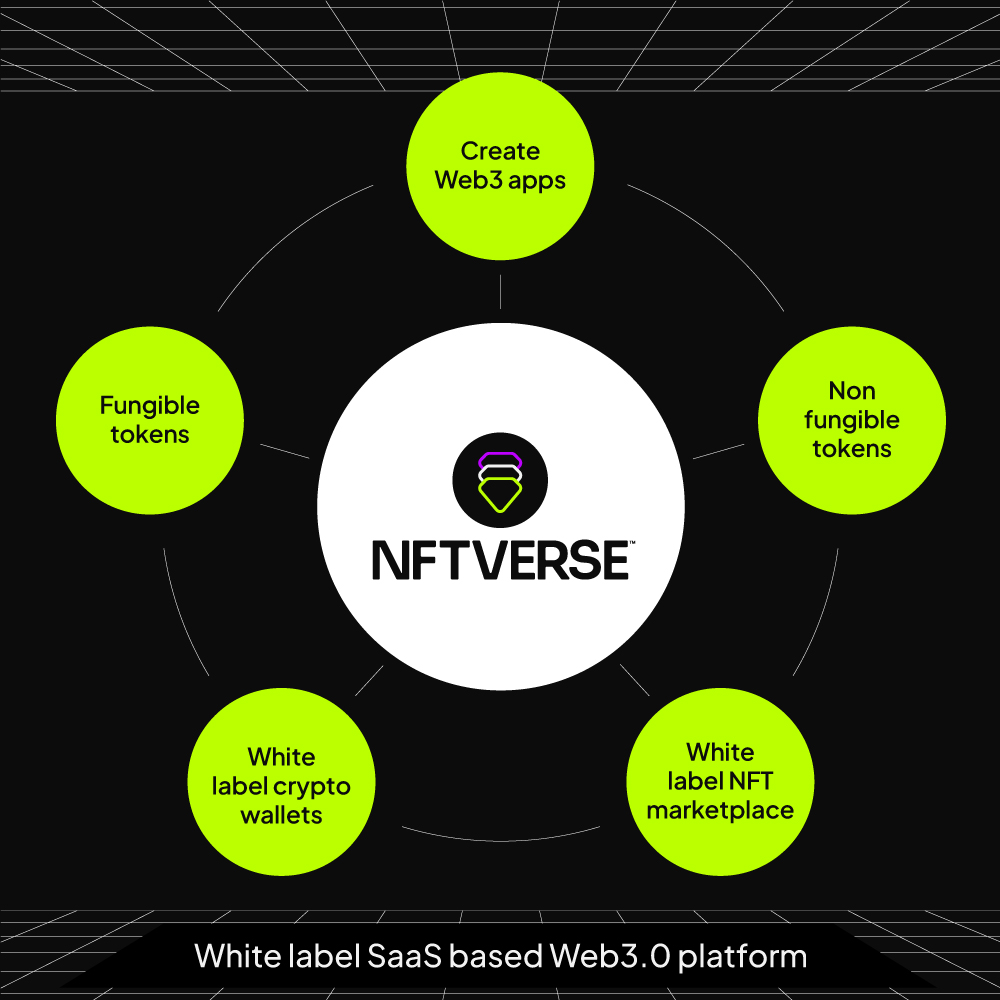 Create
Web3 apps
Fungible
tokens
Non
fungible
tokens
NFTVERSE™
White
label crypto
wallets
White
label NFT
marketplace
White label SaaS based Web3.0 platform